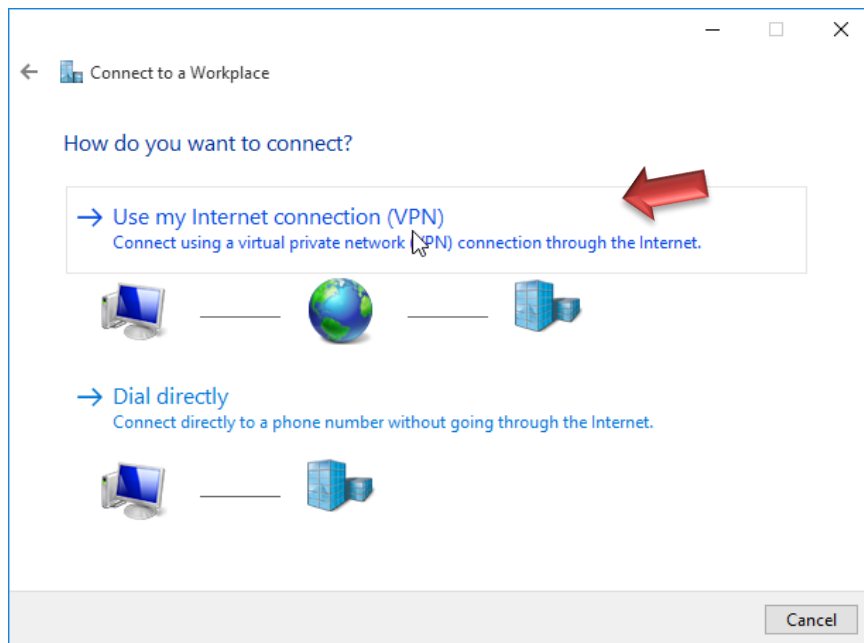 Connect to a Workplace
How do you want to connect?
Use my Internet connection (VPN)
Connect using a virtual private network (VPN) connection through the Internet.
Dial directly
Connect directly to a phone number without going through the Internet.
Cancel